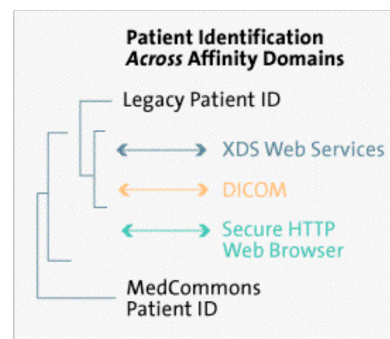 Patient Identification
Across Affinity Domains
Legacy Patient ID
XDS Web Services
DICOM
Secure HTTP
Web Browser
MedCommons
Patient ID